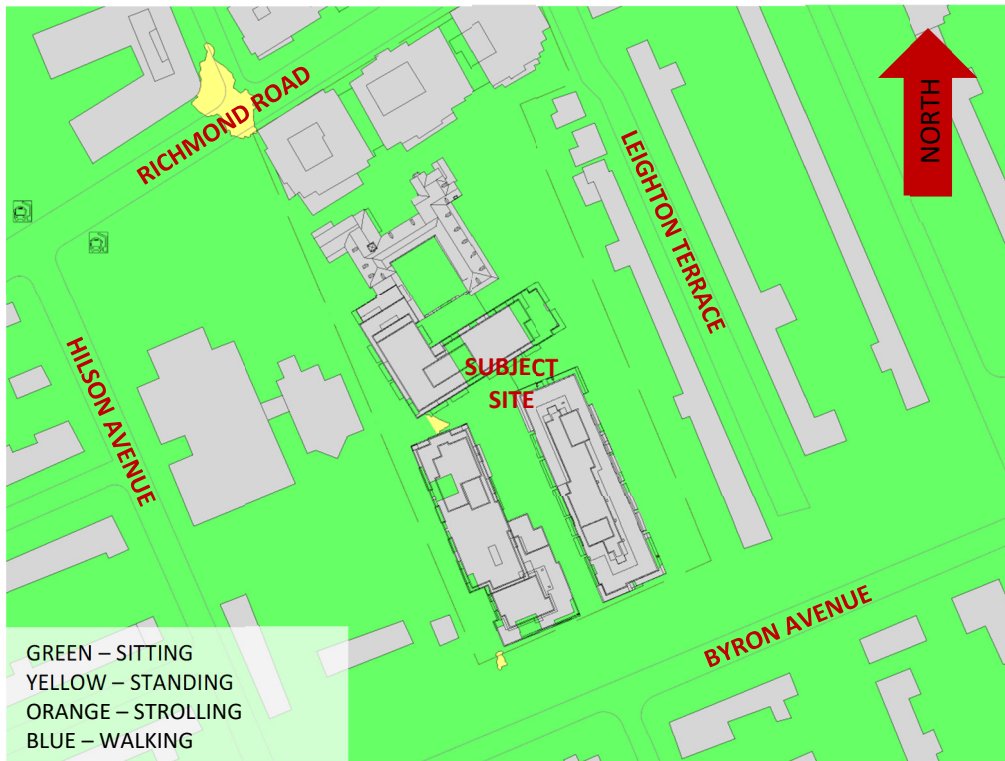 RICHMOND ROAD
NORTH
LEIGHTON TERRACE
HILSON AVENUE
SUBJECT
SITE
BYRON AVENUE
GREEN – SITTING
YELLOW – STANDING
ORANGE – STROLLING
BLUE – WALKING